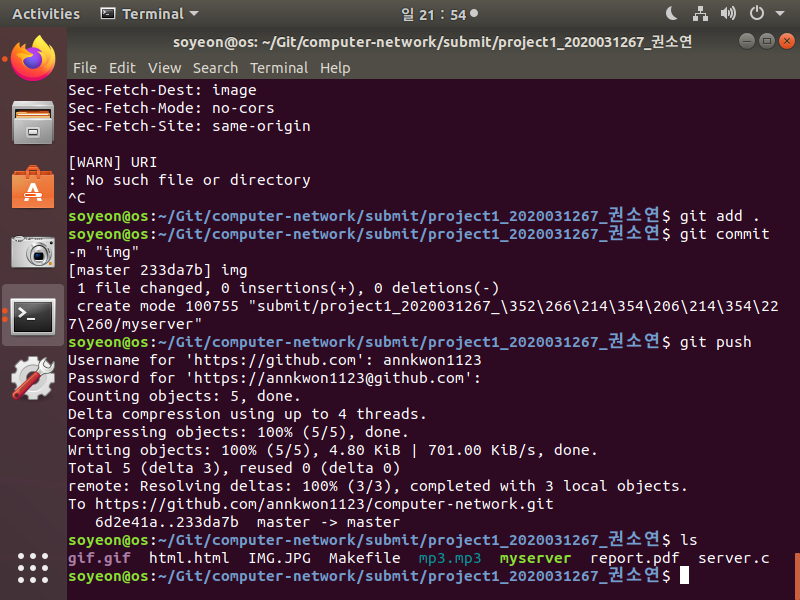 Activities Terminal 일 21 : 54
soyeon@os: ~/Git/computer-network/submit/project1_2020031267_권소연
File Edit View Search Terminal Help
Sec-Fetch-Dest: image
Sec-Fetch-Mode: no-cors
Sec-Fetch-Site: same-origin
[WARN] URI
: No such file or directory
^C
soyeon@os:~/Git/computer-network/submit/project1_2020031267_권소연$ git add .
soyeon@os:~/Git/computer-network/submit/project1_2020031267_권소연$ git commit
-m "img"
[master 233da7b] img
1 file changed, 0 insertions(+), 0 deletions(-)
create mode 100755 "submit/project1_2020031267_\352\266\214\354\206\214\354\22
7\260/myserver"
soyeon@os:~/Git/computer-network/submit/project1_2020031267_권소연$ git push
Username for 'https://github.com': annkwon1123
Password for 'https://annkwon1123@github.com':
Counting objects: 5, done.
Delta compression using up to 4 threads.
Compressing objects: 100% (5/5), done.
Writing objects: 100% (5/5), 4.80 KiB | 701.00 KiB/s, done.
Total 5 (delta 3), reused 0 (delta 0)
remote: Resolving deltas: 100% (3/3), completed with 3 local objects.
To https://github.com/annkwon1123/computer-network.git
6d2e41a..233da7b master -> master
soyeon@os:~/Git/computer-network/submit/project1_2020031267_권소연$ ls
gif.gif html.html IMG.JPG Makefile mp3.mp3 myserver report.pdf server.c
soyeon@os:~/Git/computer-network/submit/project1_2020031267_권소연$